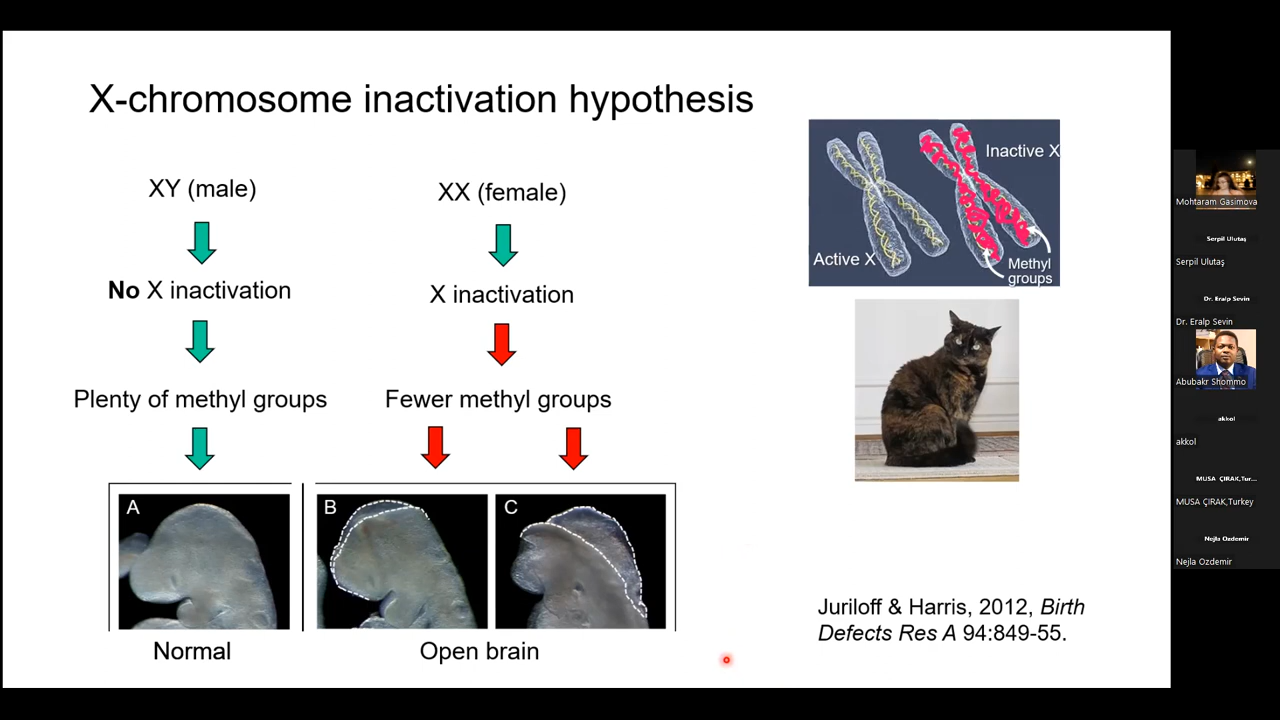 X-chromosome inactivation hypothesis
XY (male)
No X inactivation
Plenty of methyl groups
XX (female)
X inactivation
Fewer methyl groups
A
B
C
Normal
Open brain
Inactive X
Active X
Methyl
groups
Juriloff & Harris, 2012, Birth
Defects Res A 94:849-55.
Mohtaram Gasimova
Serpil Ulutaş
Serpil Ulutaş
Dr. Eralp Sevin
Dr. Eralp Sevin
Abubakr Shommo
akkol
akkol
MUSA ÇIRAK,Tur...
MUSA ÇIRAK,Turkey
Nejla Ozdemir
Nejla Ozdemir